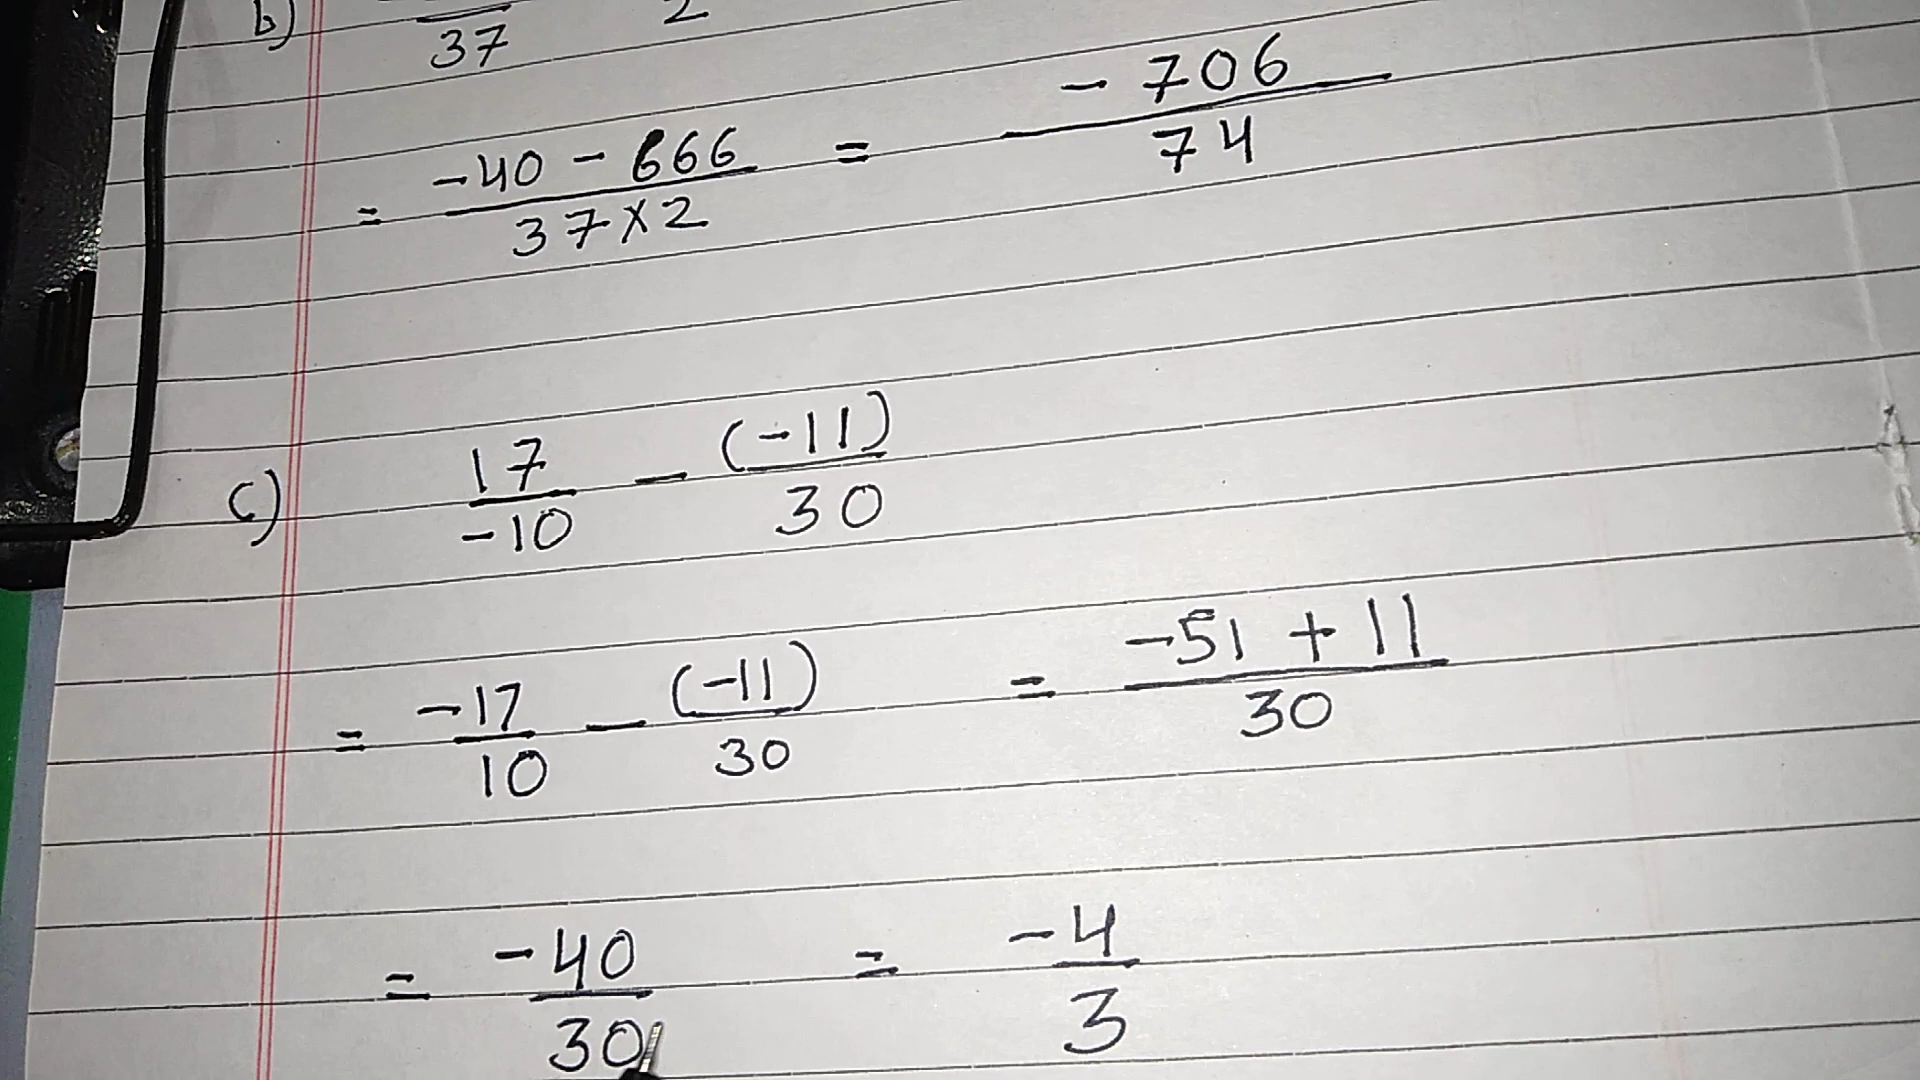 b) 37 2
= -40 - 666 / 37 × 2 = -706 / 74
c) 17 / -10 - (-11) / 30
= -17 / 10 - (-11) / 30 = -51 + 11 / 30
= -40 / 30 = -4 / 3